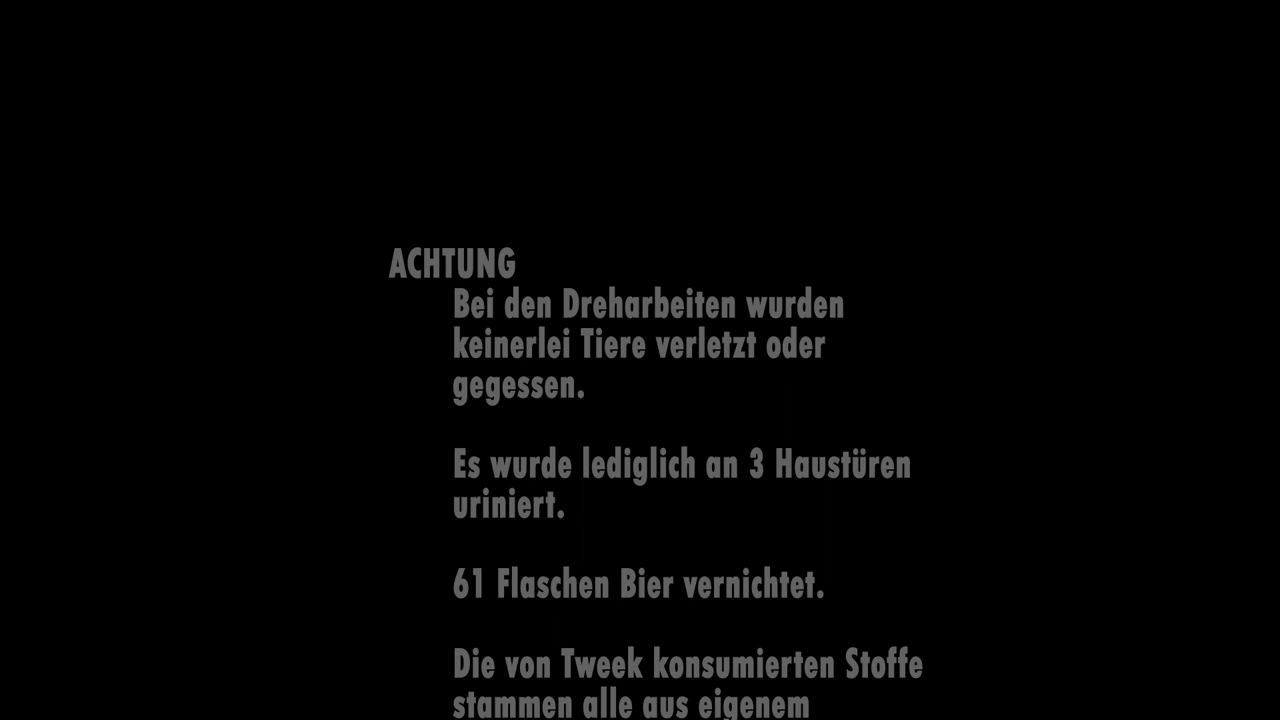 ACHTUNG
Bei den Dreharbeiten wurden
keinerlei Tiere verletzt oder
gegessen.
Es wurde lediglich an 3 Haustüren
uriniert.
61 Flaschen Bier vernichtet.
Die von Tweek konsumierten Stoffe
stammen alle aus eigenem